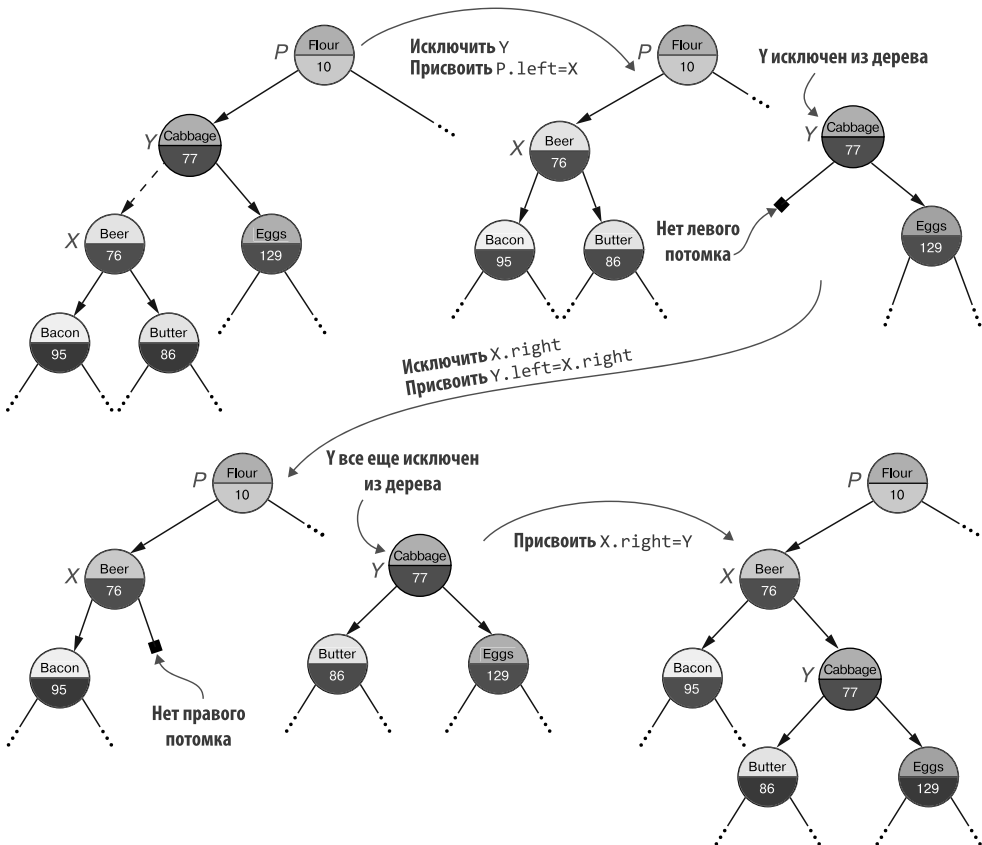 P
Flour
10
Исключить Y
Присвоить P.left=X
P
Flour
10
Y исключен из дерева
Y
Cabbage
77
X
Beer
76
Y
Cabbage
77
Нет левого
потомка
X
Beer
76
Eggs
129
Bacon
95
Butter
86
Eggs
129
Bacon
95
Butter
86
Исключить X.right
Присвоить Y.left=X.right
P
Flour
10
Y все еще исключен
из дерева
P
Flour
10
X
Beer
76
Y
Cabbage
77
Присвоить X.right=Y
X
Beer
76
Bacon
95
Нет правого
потомка
Butter
86
Eggs
129
Bacon
95
Y
Cabbage
77
Butter
86
Eggs
129